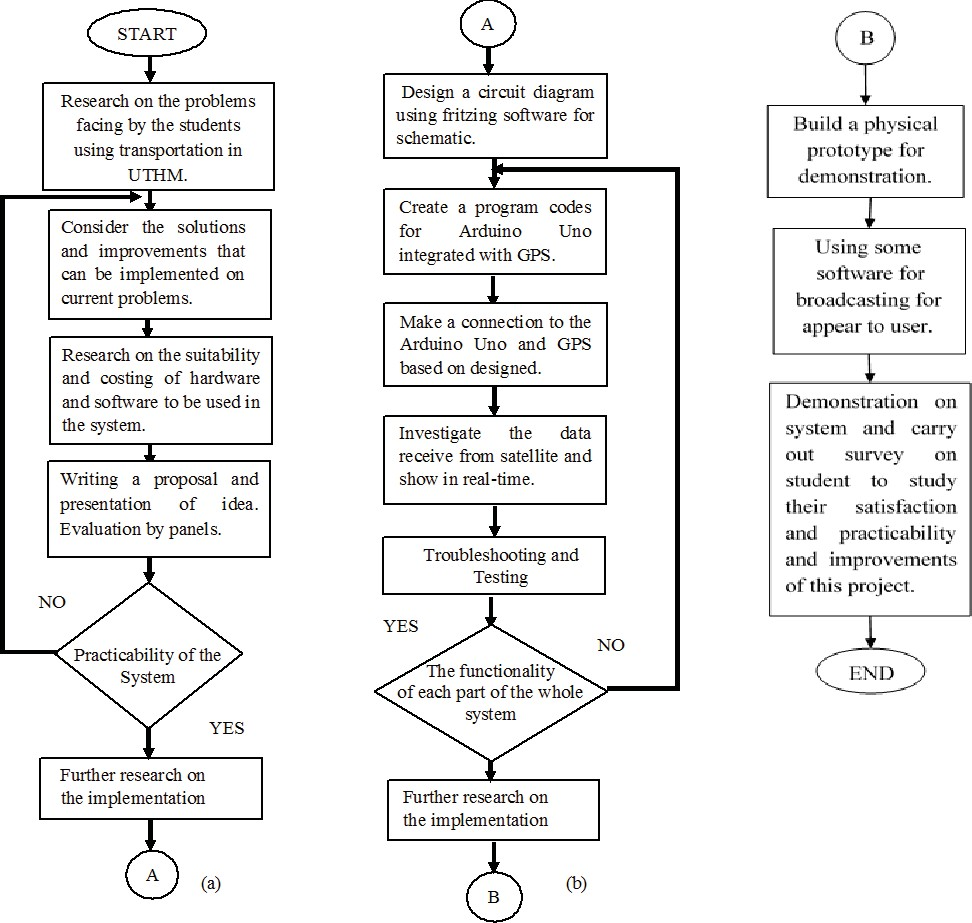 START
Research on the problems
facing by the students
using transportation in
UTHM.
Consider the solutions
and improvements that
can be implemented on
current problems.
Research on the suitability
and costing of hardware
and software to be used in
the system.
Writing a proposal and
presentation of idea.
Evaluation by panels.
NO
Practicability of the
System
YES
Further research on
the implementation
A
(a)
A
Design a circuit diagram
using fritzing software for
schematic.
Create a program codes
for Arduino Uno
integrated with GPS.
Make a connection to the
Arduino Uno and GPS
based on designed.
Investigate the data
receive from satellite and
show in real-time.
Troubleshooting and
Testing
YES
NO
The functionality
of each part of the whole
system
Further research on
the implementation
B
(b)
B
Build a physical
prototype for
demonstration.
Using some
software for
broadcasting for
appear to user.
Demonstration on
system and carry
out survey on
student to study
their satisfaction
and practicability
and improvements
of this project.
END